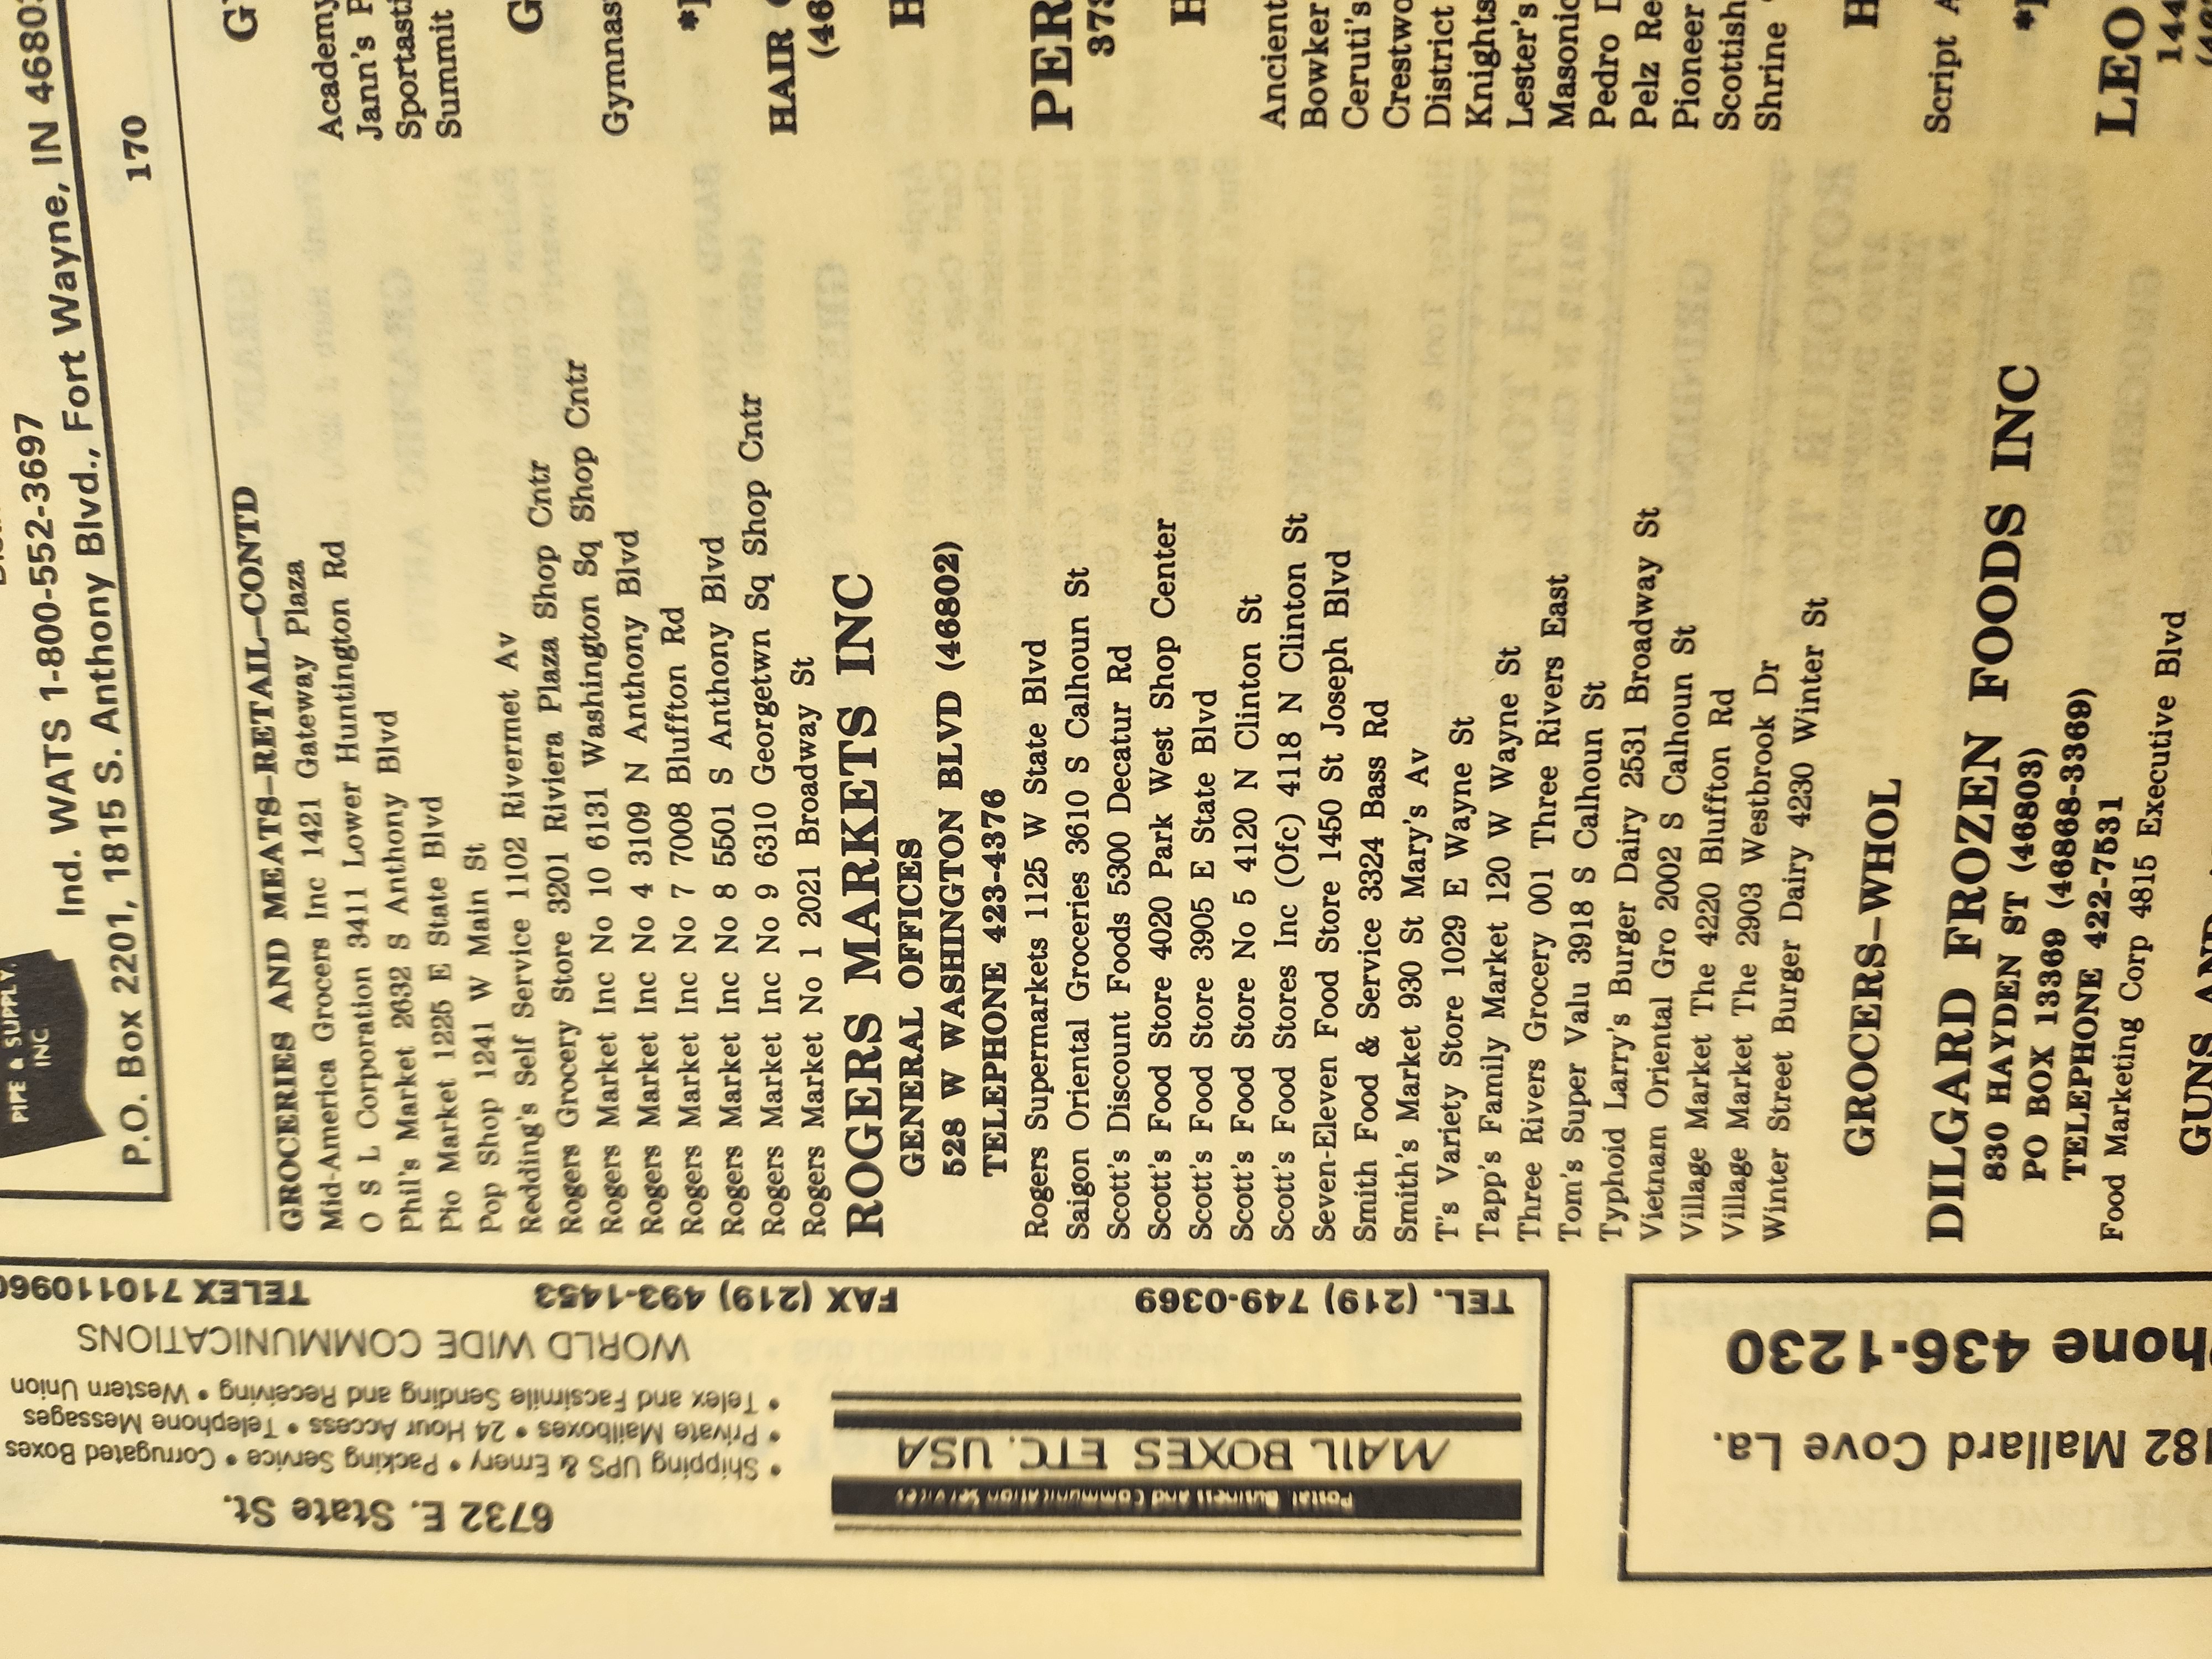 PIPE & SUPPLY,
INC
Ind. WATS 1-800-552-3697
P.O. Box 2201, 1815 S. Anthony Blvd., Fort Wayne, IN 4680
170
GROCERIES AND MEATS-RETAIL-CONTD
Mid-America Grocers Inc 1421 Gateway Plaza
O S L Corporation 3411 Lower Huntington Rd
Phil's Market 2632 S Anthony Blvd
Pio Market 1225 E State Blvd
Pop Shop 1241 W Main St
Redding's Self Service 1102 Rivermet Av
Rogers Grocery Store 3201 Riviera Plaza Shop Cntr
Rogers Market Inc No 10 6131 Washington Sq Shop Cntr
Rogers Market Inc No 4 3109 N Anthony Blvd
Rogers Market Inc No 7 7008 Bluffton Rd
Rogers Market Inc No 8 5501 S Anthony Blvd
Rogers Market Inc No 9 6310 Georgetwn Sq Shop Cntr
Rogers Market No 1 2021 Broadway St
ROGERS MARKETS INC
GENERAL OFFICES
528 W WASHINGTON BLVD (46802)
TELEPHONE 423-4376
Rogers Supermarkets 1125 W State Blvd
Saigon Oriental Groceries 3610 S Calhoun St
Scott's Discount Foods 5300 Decatur Rd
Scott's Food Store 4020 Park West Shop Center
Scott's Food Store 3905 E State Blvd
Scott's Food Store No 5 4120 N Clinton St
Scott's Food Stores Inc (Ofc) 4118 N Clinton St
Seven-Eleven Food Store 1450 St Joseph Blvd
Smith Food & Service 3324 Bass Rd
Smith's Market 930 St Mary's Av
T's Variety Store 1029 E Wayne St
Tapp's Family Market 120 W Wayne St
Three Rivers Grocery 001 Three Rivers East
Tom's Super Valu 3918 S Calhoun St
Typhoid Larry's Burger Dairy 2531 Broadway St
Vietnam Oriental Gro 2002 S Calhoun St
Village Market The 4220 Bluffton Rd
Village Market The 2903 Westbrook Dr
Winter Street Burger Dairy 4230 Winter St
GROCERS-WHOL
DILGARD FROZEN FOODS INC
830 HAYDEN ST (46803)
PO BOX 13369 (46868-3369)
TELEPHONE 422-7531
Food Marketing Corp 4815 Executive Blvd
GUNS AND
Academy
Jann's P
Sportasti
Summit
Gymnas
HAIR
(46
PER
373
Ancient
Bowker
Ceruti's
Crestwo
District
Knights
Lester's
Masonic
Pedro D
Pelz Re
Pioneer
Scottish
Shrine
Script A
LEO
144
6732 E. State St.
• Shipping UPS & Emery • Packing Service • Corrugated Boxes
• Private Mailboxes • 24 Hour Access • Telephone Messages
• Telex and Facsimile Sending and Receiving • Western Union
WORLD WIDE COMMUNICATIONS
Postal Business and Communication Services
MAIL BOXES ETC. USA
TEL. (219) 749-0369 FAX (219) 493-1453 TELEX 710110960
182 Mallard Cove La.
hone 436-1230